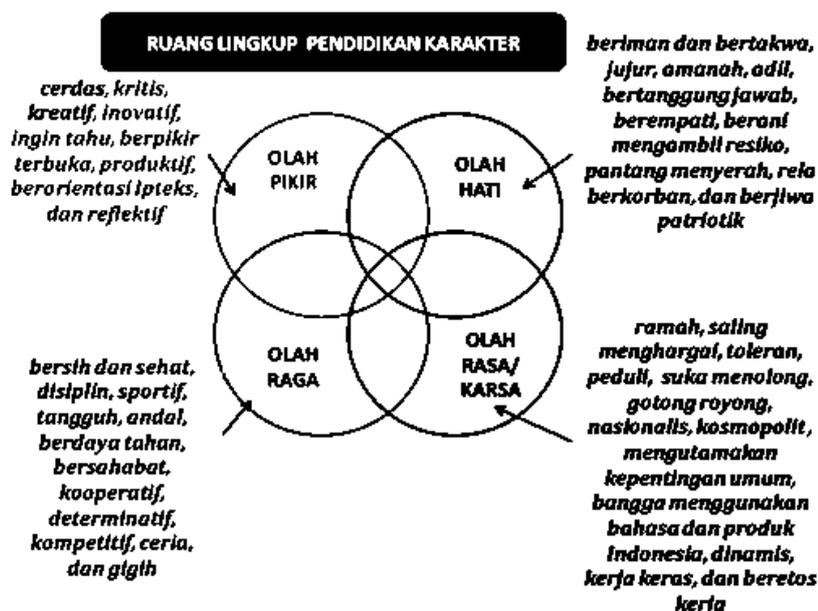 RUANG LINGKUP PENDIDIKAN KARAKTER
cerdas, kritis,
kreatif, inovatif,
ingin tahu, berpikir
terbuka, produktif,
berorientasi Ipteks,
dan reflektif
beriman dan bertakwa,
jujur, amanah, adil,
bertanggung jawab,
berempati, berani
mengambil resiko,
pantang menyerah, rela
berkorban, dan berjiwa
patriotik
OLAH
PIKIR
OLAH
HATI
OLAH
RAGA
OLAH
RASA/
KARSA
bersih dan sehat,
disiplin, sportif,
tangguh, andal,
berdaya tahan,
bersahabat,
kooperatif,
determinatif,
kompetitif, ceria,
dan gigih
ramah, saling
menghargai, toleran,
peduli, suka menolong,
gotong royong,
nasionalis, kosmopolit,
mengutamakan
kepentingan umum,
bangga menggunakan
bahasa dan produk
Indonesia, dinamis,
kerja keras, dan beretos
kerja